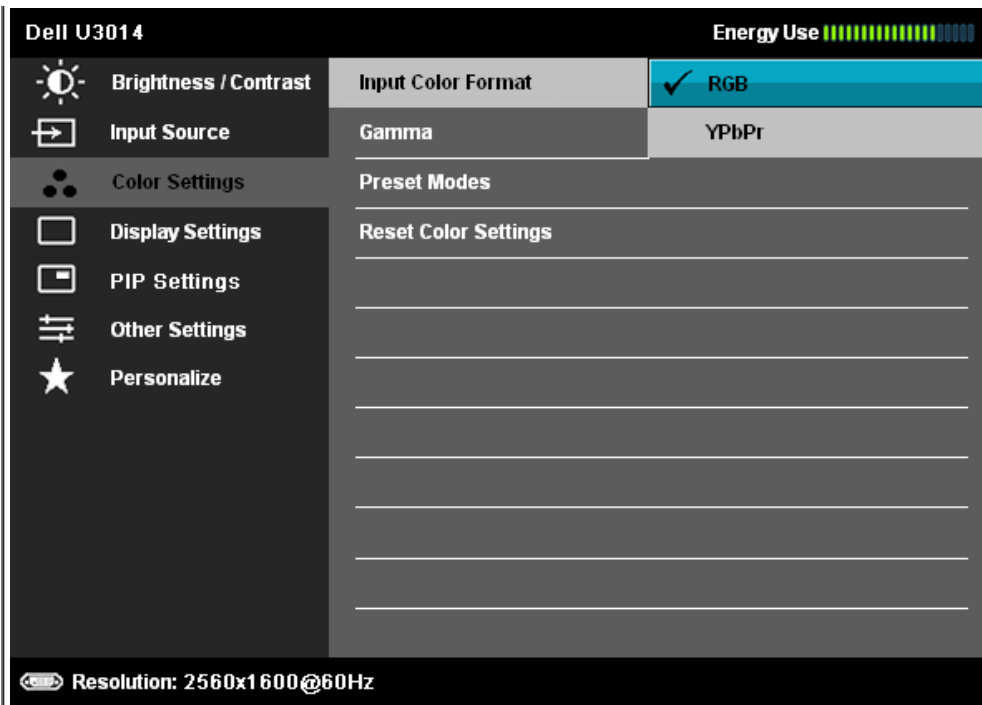 Dell U3014 Energy Use
Brightness / Contrast Input Color Format RGB
Input Source Gamma YPbPr
Color Settings Preset Modes
Display Settings Reset Color Settings
PIP Settings
Other Settings
Personalize
Resolution: 2560x1600@60Hz